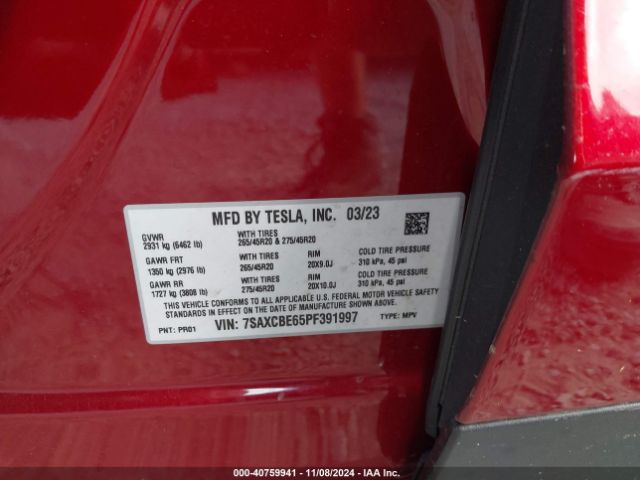 MFD BY TESLA, INC. 03/23
GVWR
2931 kg (6462 lb)
WITH TIRES
265/45R20 & 275/45R20
GAWR FRT
1350 kg (2976 lb)
WITH TIRES
265/45R20
RIM
20X9.0J
COLD TIRE PRESSURE
310 kPa, 45 psi
GAWR RR
1727 kg (3808 lb)
WITH TIRES
275/45R20
RIM
20X10.0J
COLD TIRE PRESSURE
310 kPa, 45 psi
THIS VEHICLE CONFORMS TO ALL APPLICABLE U.S. FEDERAL MOTOR VEHICLE SAFETY
STANDARDS IN EFFECT ON THE DATE OF MANUFACTURE SHOWN ABOVE.
PNT: PR01 VIN: 7SAXCBE65PF391997 TYPE: MPV
© - 40759941 - 11/08/2024 - IAA Inc.